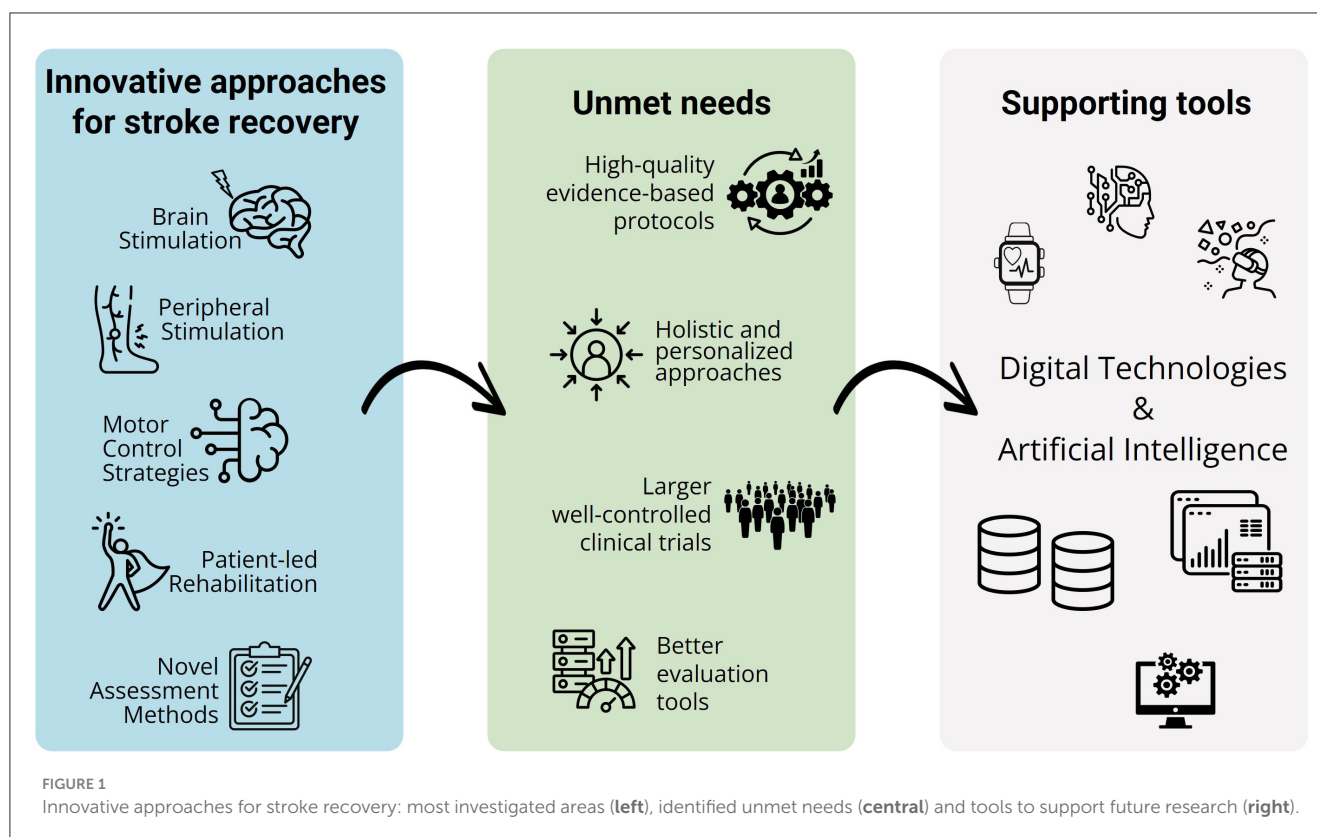 Innovative approaches
for stroke recovery
Brain
Stimulation
Peripheral
Stimulation
Motor
Control
Strategies
Patient-led
Rehabilitation
Novel
Assessment
Methods
Unmet needs
High-quality
evidence-based
protocols
Holistic and
personalized
approaches
Larger
well-controlled
clinical trials
Better
evaluation
tools
Supporting tools
Digital Technologies
&
Artificial Intelligence
FIGURE 1
Innovative approaches for stroke recovery: most investigated areas (left), identified unmet needs (central) and tools to support future research (right).